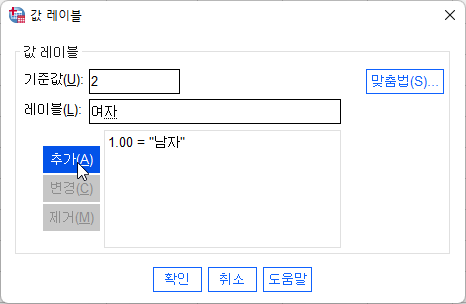 값 레이블
값 레이블
기준값(U): 2
맞춤법(S)...
레이블(L): 여자
추가(A)
1.00 = "남자"
변경(C)
제거(M)
확인 취소 도움말